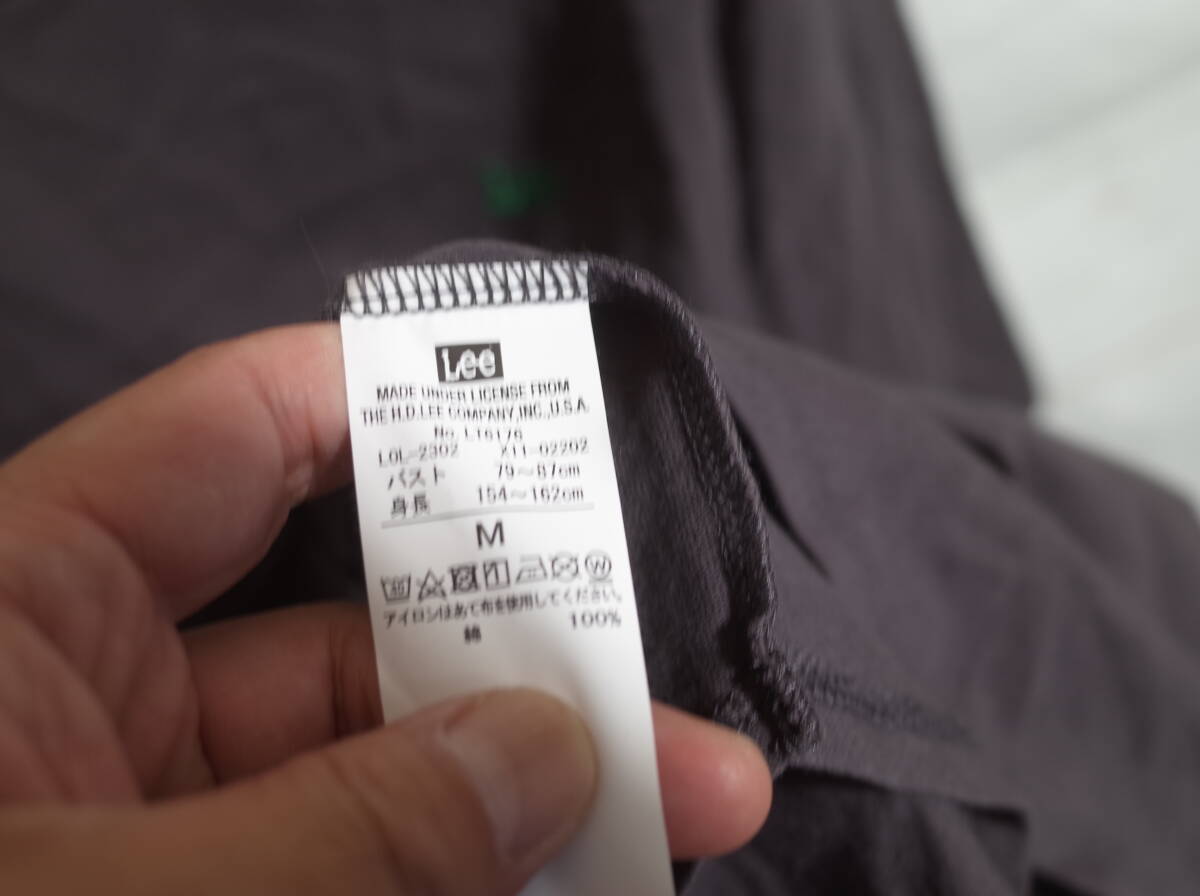 Lee
MADE UNDER LICENSE FROM
THE H.D.LEE COMPANY,INC.,U.S.A.
No. LT6176
LOL-2302 X11-02202
バスト 79〜87cm
身長 154〜162cm
M
アイロンはあて布を使用してください。
綿 100%